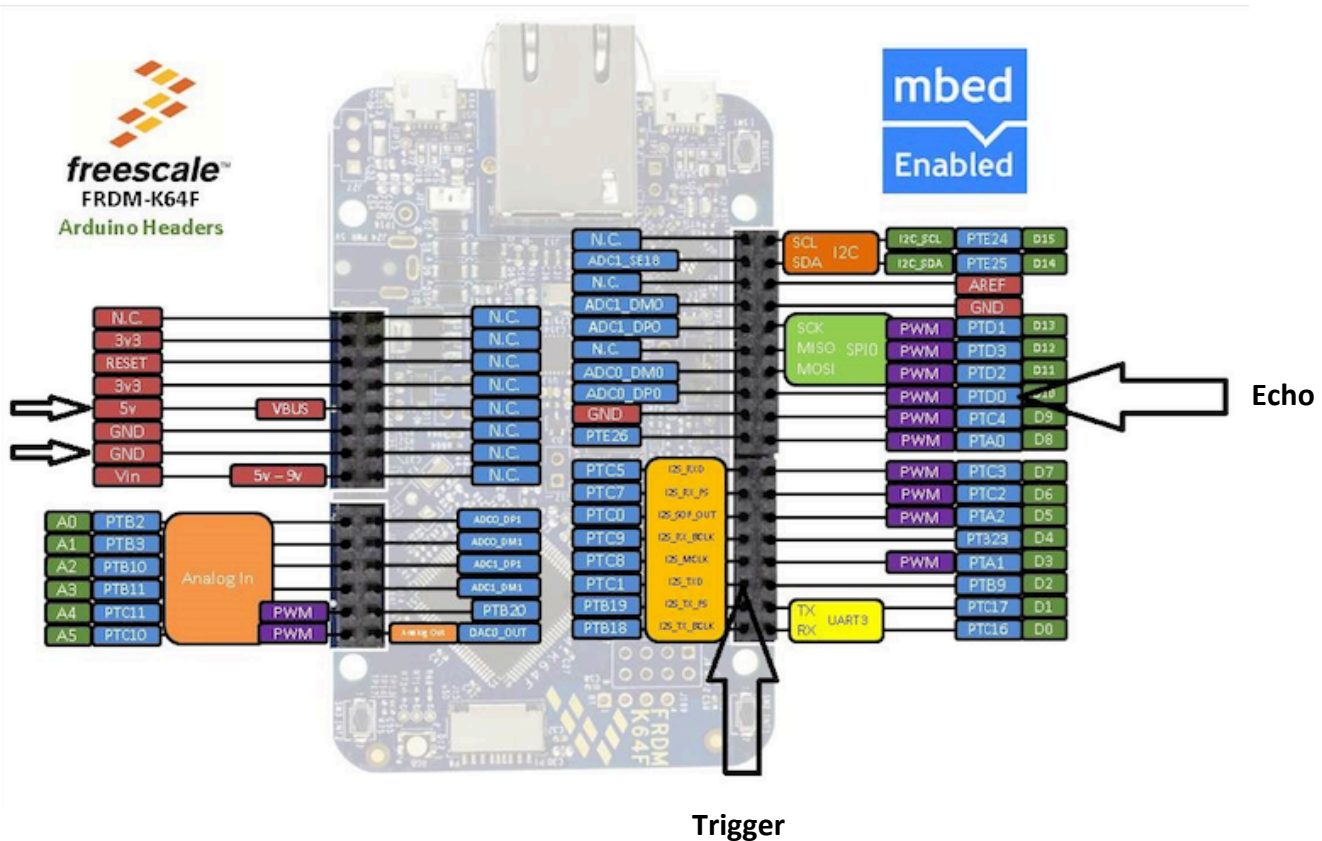 freescale™
FRDM-K64F
Arduino Headers
mbed
Enabled
N.C.
3v3
RESET
3v3
5v VBUS
GND
GND
Vin 5v – 9v
N.C.
N.C.
N.C.
N.C.
N.C.
N.C.
N.C.
N.C.
A0 PTB2
A1 PTB3
A2 PTB10
A3 PTB11
A4 PTC11 PWM
A5 PTC10 PWM
Analog In
ADC0_DP1
ADC0_DM1
ADC1_DP1
ADC1_DM1
PTB20
Analog Out DAC0_OUT
N.C.
ADC1_SE18
N.C.
ADC1_DM0
ADC1_DP0
N.C.
ADC0_DM0
ADC0_DP0
GND
PTE26
SCL I2C I2C_SCL PTE24 D15
SDA I2C_SDA PTE25 D14
AREF
GND
SCK PWM PTD1 D13
MISO SPI0 PWM PTD3 D12
MOSI PWM PTD2 D11
PWM PTD0 D10
PWM PTC4 D9
PWM PTA0 D8
Echo
PTC5 I2S_RXD
PTC7 I2S_RX_FS
PTC0 I2S_SOF_OUT
PTC9 I2S_RX_BCLK
PTC8 I2S_MCLK
PTC1 I2S_TXD
PTB19 I2S_TX_FS
PTB18 I2S_TX_BCLK
PWM PTC3 D7
PWM PTC2 D6
PWM PTA2 D5
PTB23 D4
PWM PTA1 D3
PTB9 D2
TX UART3 PTC17 D1
RX PTC16 D0
FRDM
K64F
Trigger